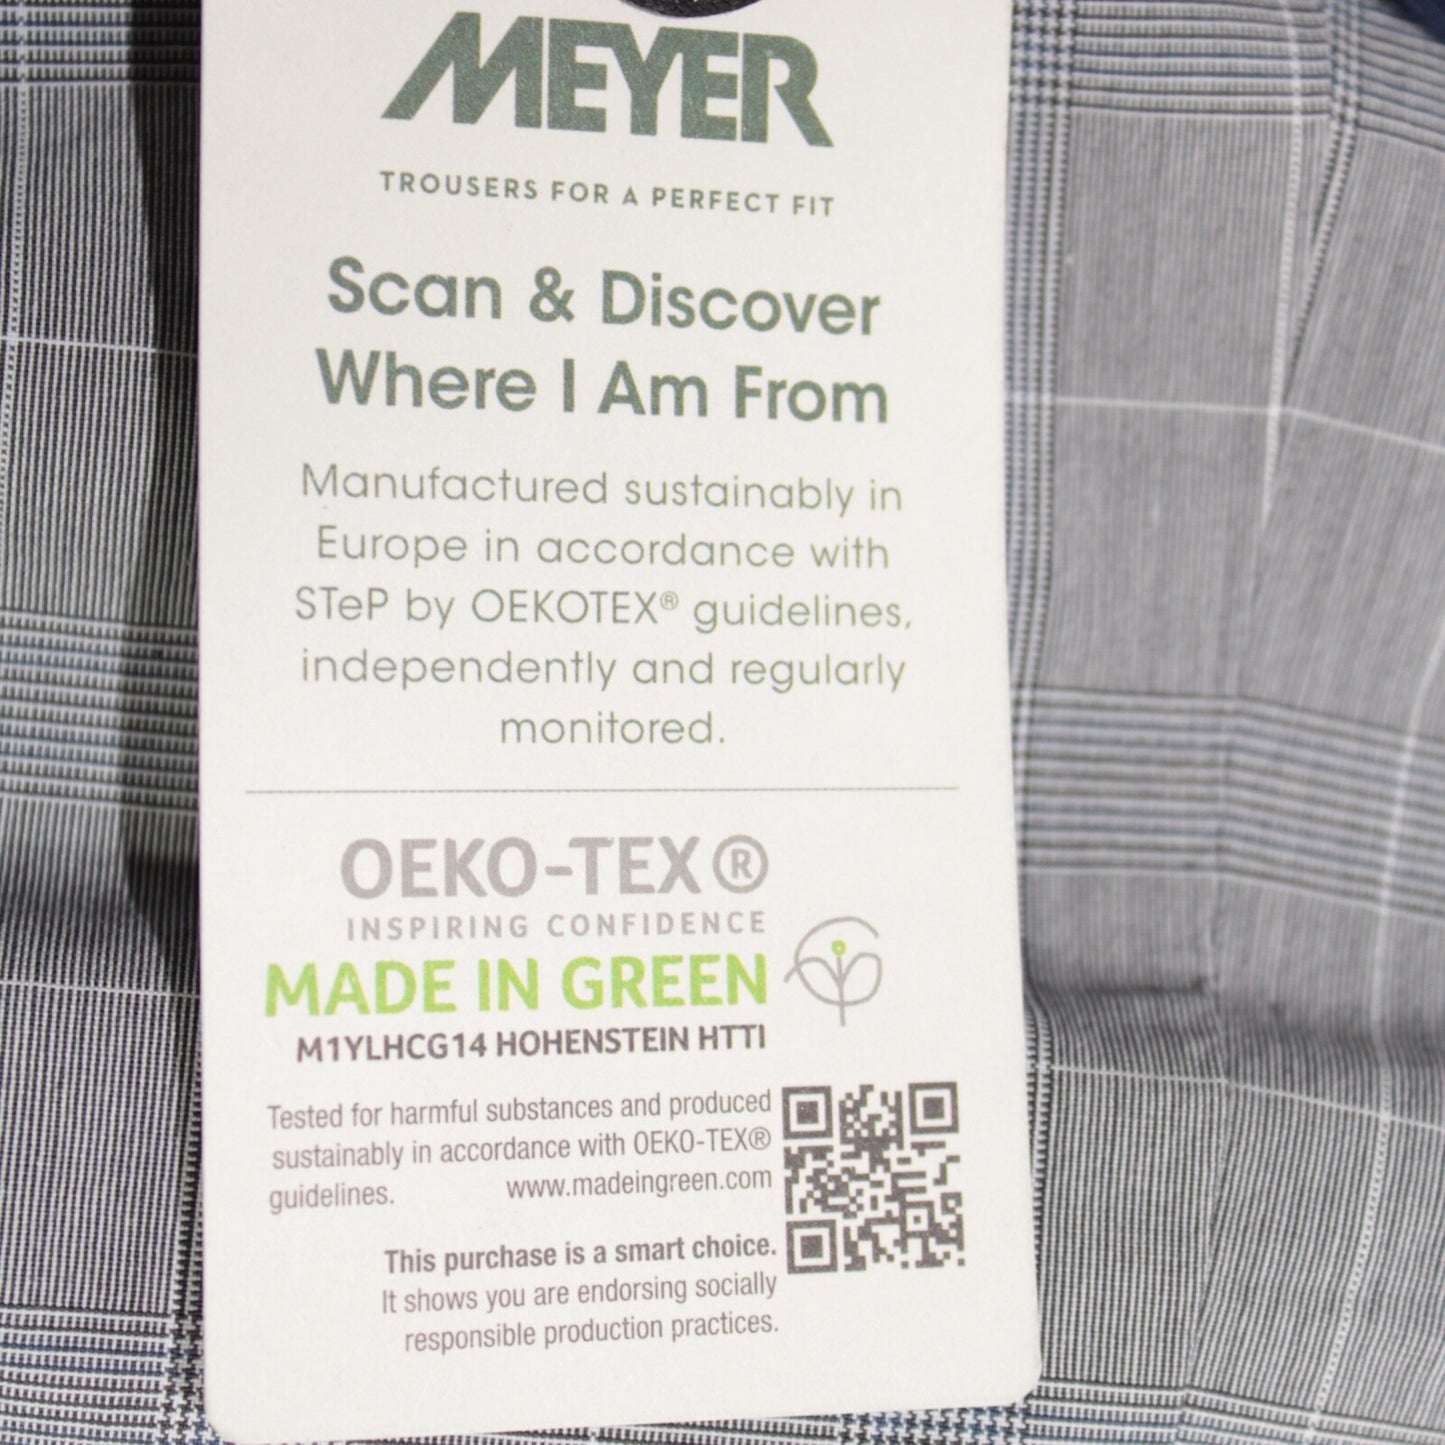 MEYER
TROUSERS FOR A PERFECT FIT
Scan & Discover
Where I Am From
Manufactured sustainably in
Europe in accordance with
STeP by OEKOTEX® guidelines,
independently and regularly
monitored.
OEKO-TEX®
INSPIRING CONFIDENCE
MADE IN GREEN
M1YLHCG14 HOHENSTEIN HTTI
Tested for harmful substances and produced
sustainably in accordance with OEKO-TEX®
guidelines. www.madeingreen.com
This purchase is a smart choice.
It shows you are endorsing socially
responsible production practices.